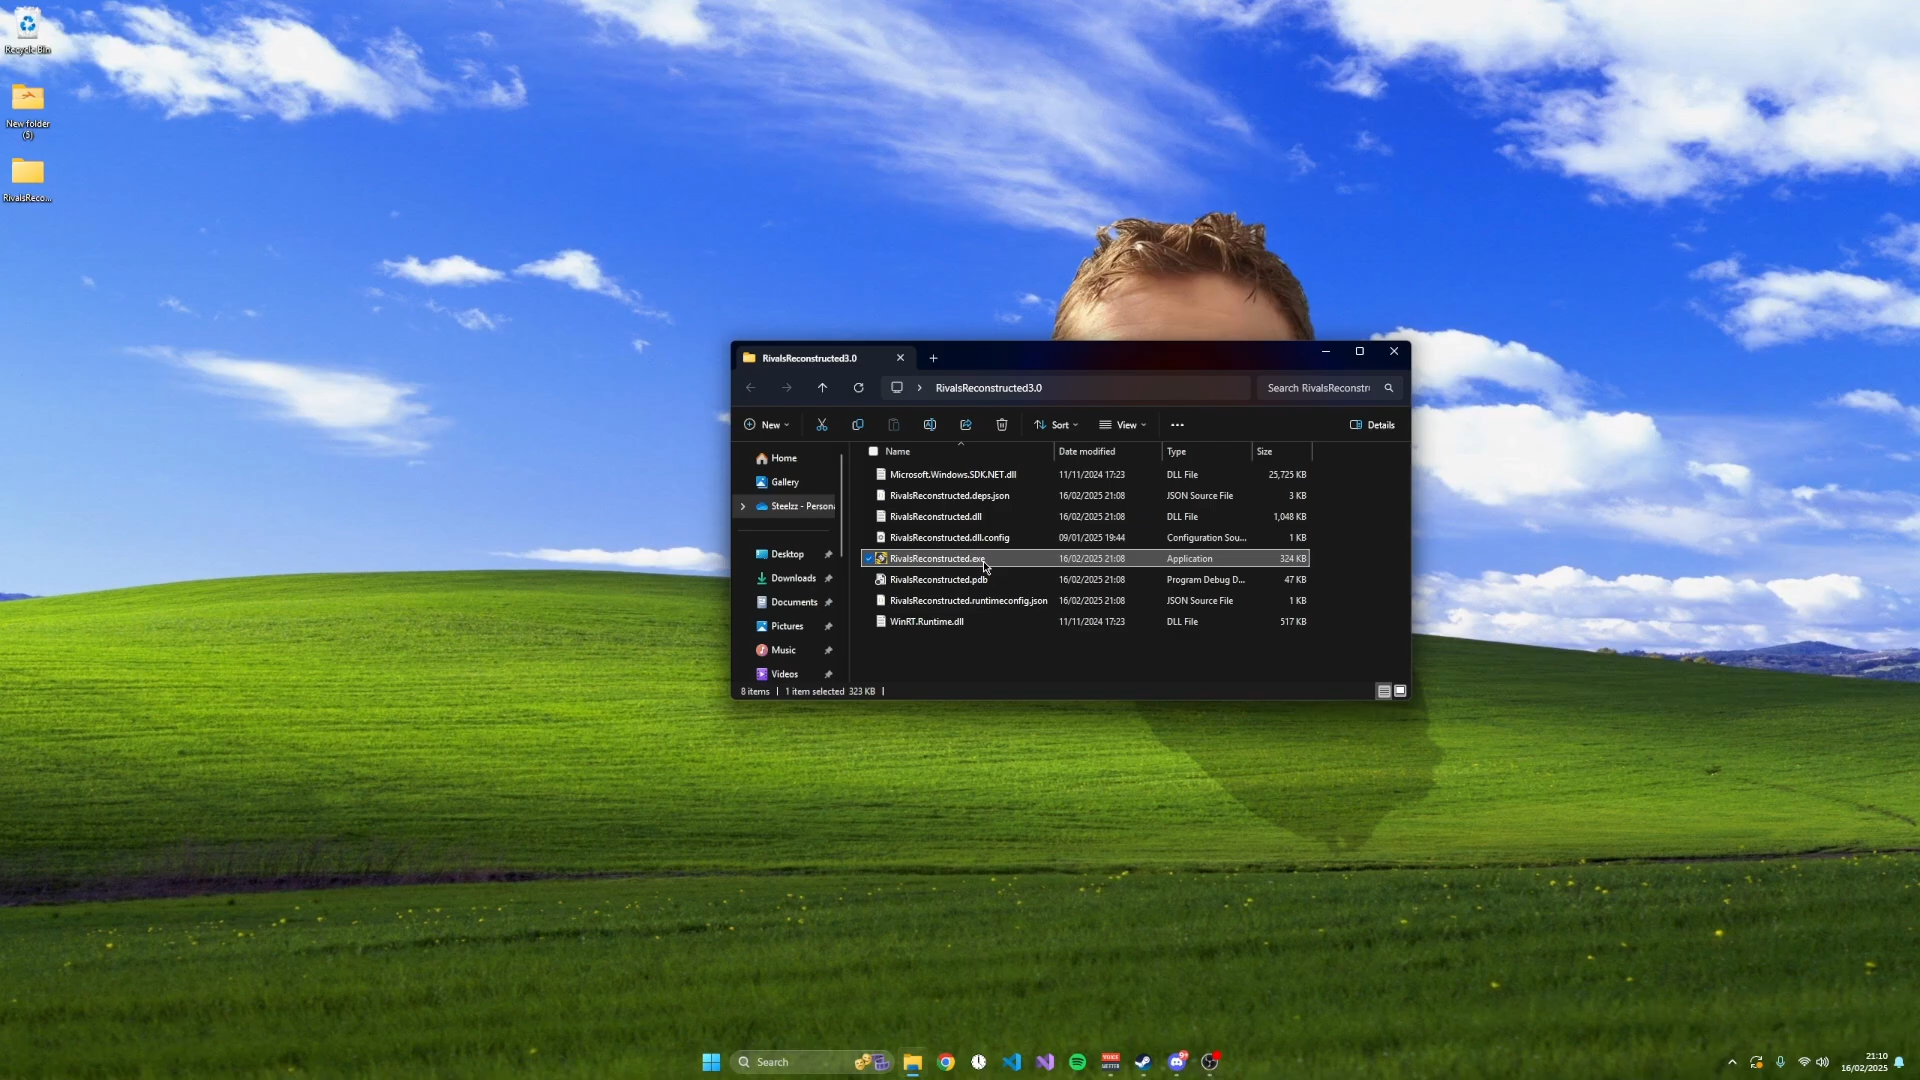 Recycle Bin
New folder
(5)
RivalsReco...
RivalsReconstructed3.0
RivalsReconstructed3.0
Search RivalsReconstr
New
Sort
View
Details
Name Date modified Type Size
Home
Gallery
Steelzz - Persona
Desktop
Downloads
Documents
Pictures
Music
Videos
Microsoft.Windows.SDK.NET.dll 11/11/2024 17:23 DLL File 25,725 KB
RivalsReconstructed.deps.json 16/02/2025 21:08 JSON Source File 3 KB
RivalsReconstructed.dll 16/02/2025 21:08 DLL File 1,048 KB
RivalsReconstructed.dll.config 09/01/2025 19:44 Configuration Sou... 1 KB
RivalsReconstructed.exe 16/02/2025 21:08 Application 324 KB
RivalsReconstructed.pdb 16/02/2025 21:08 Program Debug D... 47 KB
RivalsReconstructed.runtimeconfig.json 16/02/2025 21:08 JSON Source File 1 KB
WinRT.Runtime.dll 11/11/2024 17:23 DLL File 517 KB
8 items 1 item selected 323 KB
Search
21:10
16/02/2025